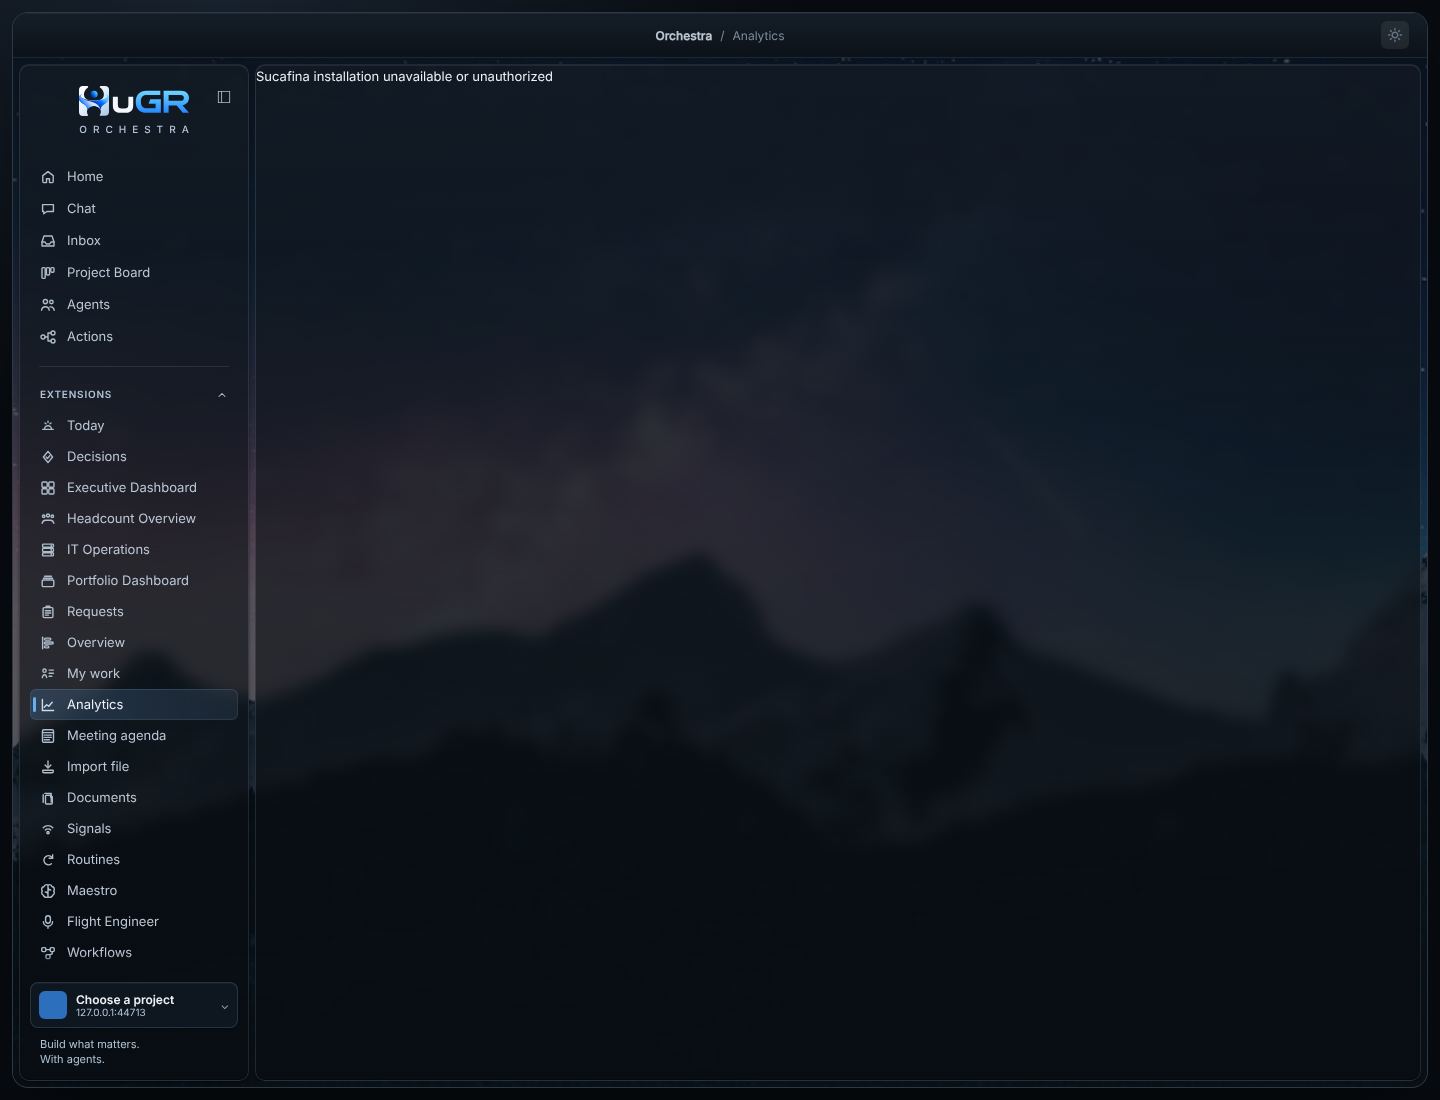 Orchestra / Analytics
HuGR
ORCHESTRA
Sucafina installation unavailable or unauthorized
Home
Chat
Inbox
Project Board
Agents
Actions
EXTENSIONS
Today
Decisions
Executive Dashboard
Headcount Overview
IT Operations
Portfolio Dashboard
Requests
Overview
My work
Analytics
Meeting agenda
Import file
Documents
Signals
Routines
Maestro
Flight Engineer
Workflows
Choose a project
127.0.0.1:44713
Build what matters.
With agents.